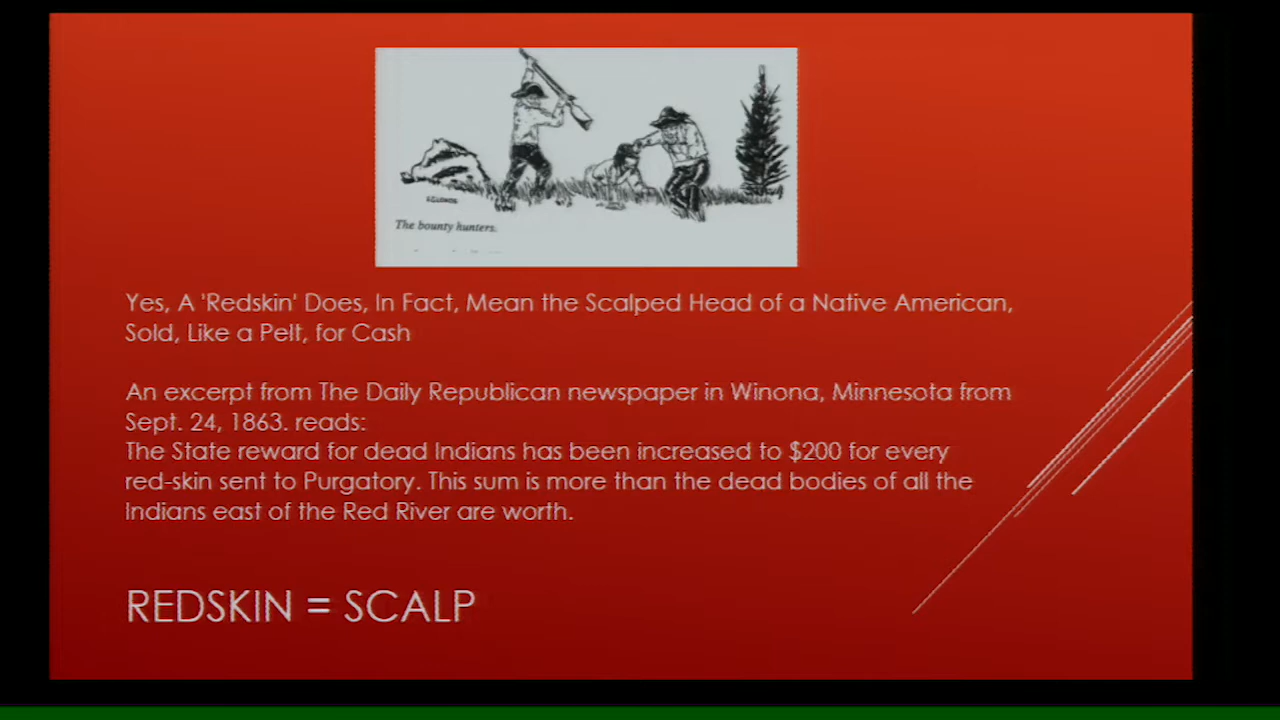 The bounty hunters.
Yes, A 'Redskin' Does, In Fact, Mean the Scalped Head of a Native American,
Sold, Like a Pelt, for Cash
An excerpt from The Daily Republican newspaper in Winona, Minnesota from
Sept. 24, 1863. reads:
The State reward for dead Indians has been increased to $200 for every
red-skin sent to Purgatory. This sum is more than the dead bodies of all the
Indians east of the Red River are worth.
REDSKIN = SCALP